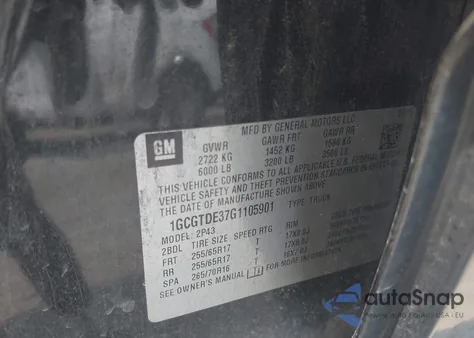 MFD BY GENERAL MOTORS LLC
GM
GVWR GAWR FRT GAWR RR
2722 KG 1452 KG
6000 LB 3200 LB
THIS VEHICLE CONFORMS TO ALL APPLICABLE U.S. FEDERAL MOTOR
VEHICLE SAFETY AND THEFT PREVENTION STANDARDS IN EFFECT ON THE
DATE OF MANUFACTURE SHOWN ABOVE.
1GCGTDE37G1105901 TYPE: TRUCK
MODEL: 2P43
2BDL TIRE SIZE SPEED RTG RIM
FRT 255/65R17 T 17X8.0J
RR 255/65R17 T 17X8.0J
SPA 265/70R16 T
SEE OWNER'S MANUAL
autoSnap